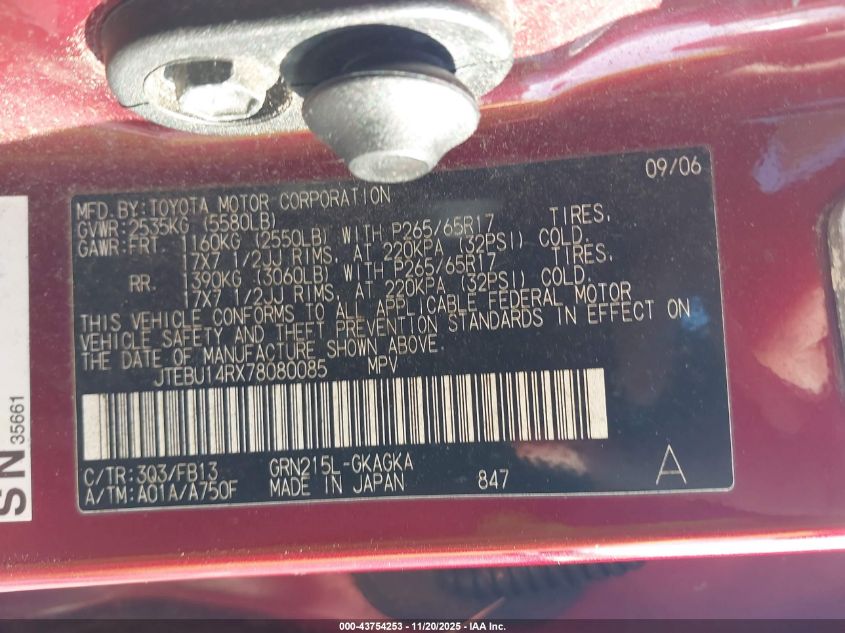 09/06
MFD.BY:TOYOTA MOTOR CORPORATION
GVWR:2535KG (5580LB)
GAWR:FRT. 1160KG (2550LB) WITH P265/65R17 TIRES,
17X7 1/2JJ RIMS, AT 220KPA (32PSI) COLD.
RR. 1390KG (3060LB) WITH P265/65R17 TIRES,
17X7 1/2JJ RIMS, AT 220KPA (32PSI) COLD.
THIS VEHICLE CONFORMS TO ALL APPLICABLE FEDERAL MOTOR
VEHICLE SAFETY AND THEFT PREVENTION STANDARDS IN EFFECT ON
THE DATE OF MANUFACTURE SHOWN ABOVE.
JTEBU14RX78080085 MPV
C/TR:3Q3/FB13 GRN215L-GKAGKA
A/TM:A01A/A750F MADE IN JAPAN 847 A
SN
35661
000-43754253 - 11/20/2025 - IAA Inc.